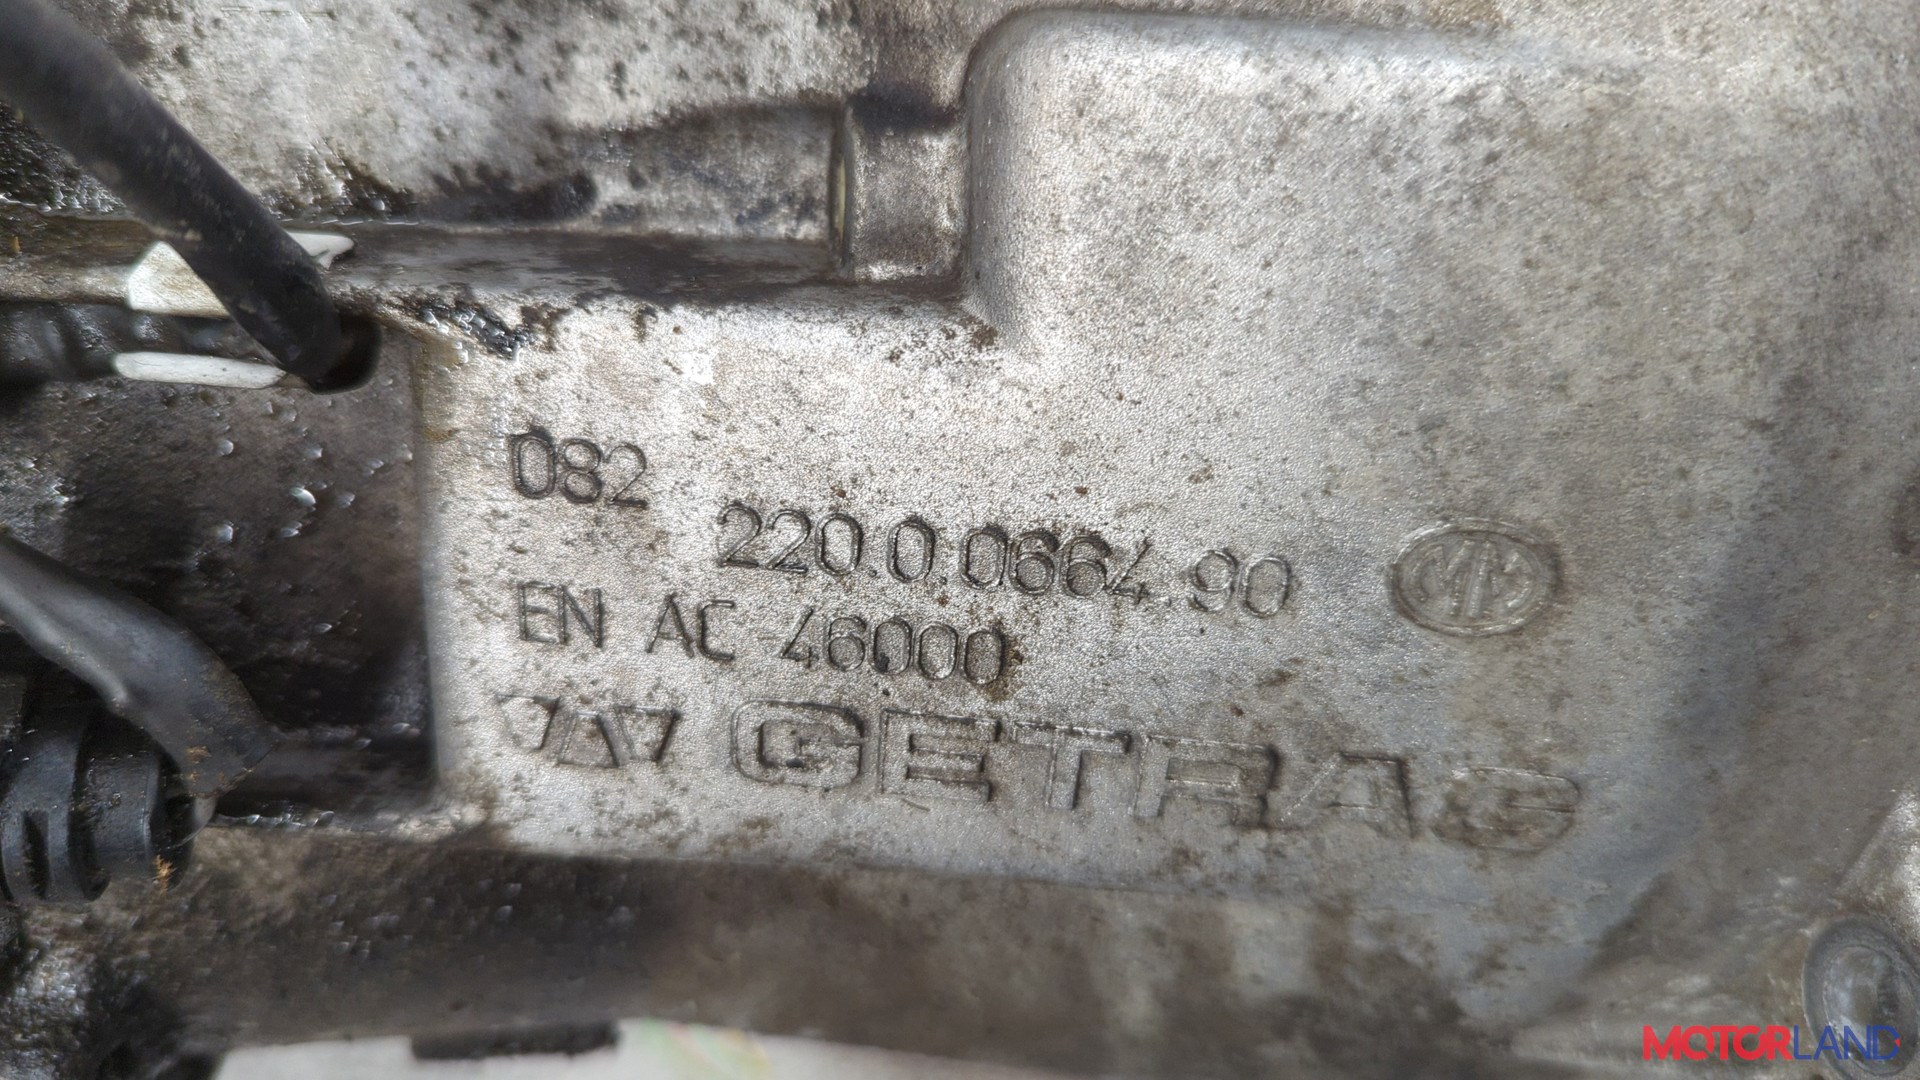 082
220.0.0664.90
EN AC 46000
GETRAG
MOTORLAND